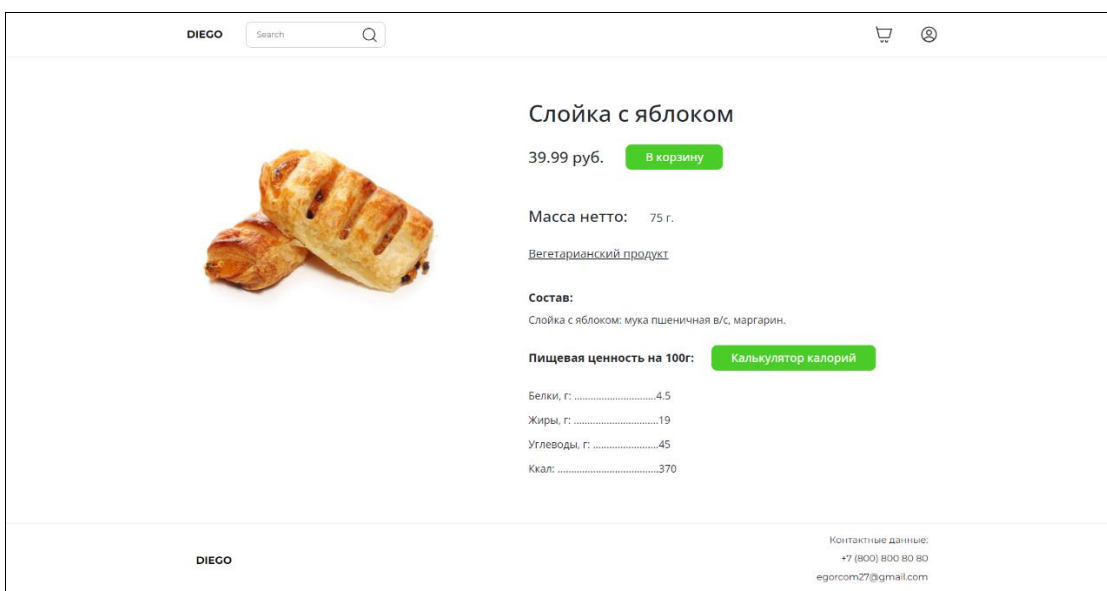 DIEGO
Search
Слойка с яблоком
39.99 руб.
В корзину
Масса нетто: 75 г.
Вегетарианский продукт
Состав:
Слойка с яблоком: мука пшеничная в/с, маргарин.
Пищевая ценность на 100г:
Калькулятор калорий
Белки, г: ..............................4.5
Жиры, г: ...............................19
Углеводы, г: ........................45
Ккал: .....................................370
DIEGO
Контактные данные:
+7 (800) 800 80 80
egorcom27@gmail.com